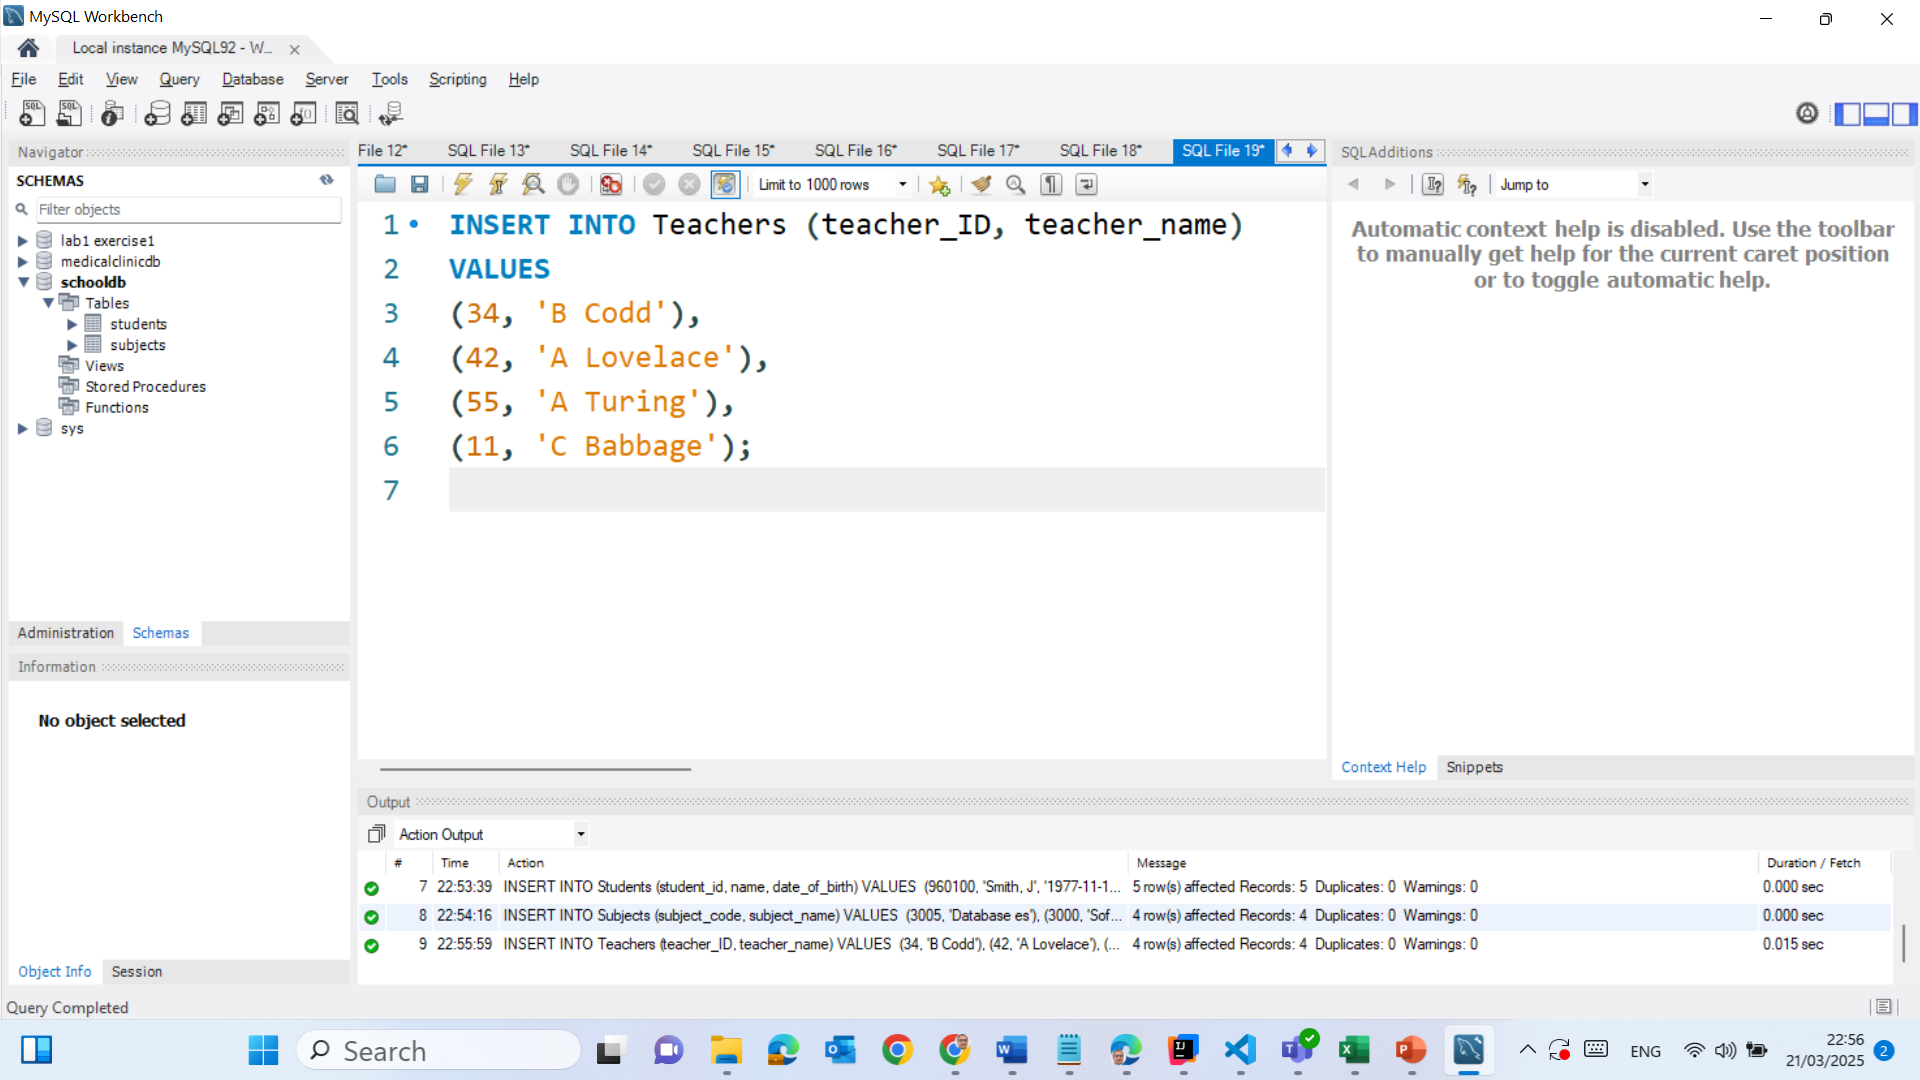 MySQL Workbench
Local instance MySQL92 - W...
File Edit View Query Database Server Tools Scripting Help
Navigator
SCHEMAS
Filter objects
lab1 exercise1
medicalclinicdb
schooldb
Tables
students
subjects
Views
Stored Procedures
Functions
sys
Administration Schemas
Information
No object selected
Object Info Session
File 12* SQL File 13* SQL File 14* SQL File 15* SQL File 16* SQL File 17* SQL File 18* SQL File 19*
Limit to 1000 rows
1 INSERT INTO Teachers (teacher_ID, teacher_name)
2 VALUES
3 (34, 'B Codd'),
4 (42, 'A Lovelace'),
5 (55, 'A Turing'),
6 (11, 'C Babbage');
7
SQLAdditions
Jump to
Automatic context help is disabled. Use the toolbar
to manually get help for the current caret position
or to toggle automatic help.
Context Help Snippets
Output
Action Output
# Time Action Message Duration / Fetch
7 22:53:39 INSERT INTO Students (student_id, name, date_of_birth) VALUES (960100, 'Smith, J', '1977-11-1... 5 row(s) affected Records: 5 Duplicates: 0 Warnings: 0 0.000 sec
8 22:54:16 INSERT INTO Subjects (subject_code, subject_name) VALUES (3005, 'Database es'), (3000, 'Sof... 4 row(s) affected Records: 4 Duplicates: 0 Warnings: 0 0.000 sec
9 22:55:59 INSERT INTO Teachers (teacher_ID, teacher_name) VALUES (34, 'B Codd'), (42, 'A Lovelace'), (... 4 row(s) affected Records: 4 Duplicates: 0 Warnings: 0 0.015 sec
Query Completed
Search
ENG
22:56
21/03/2025
2